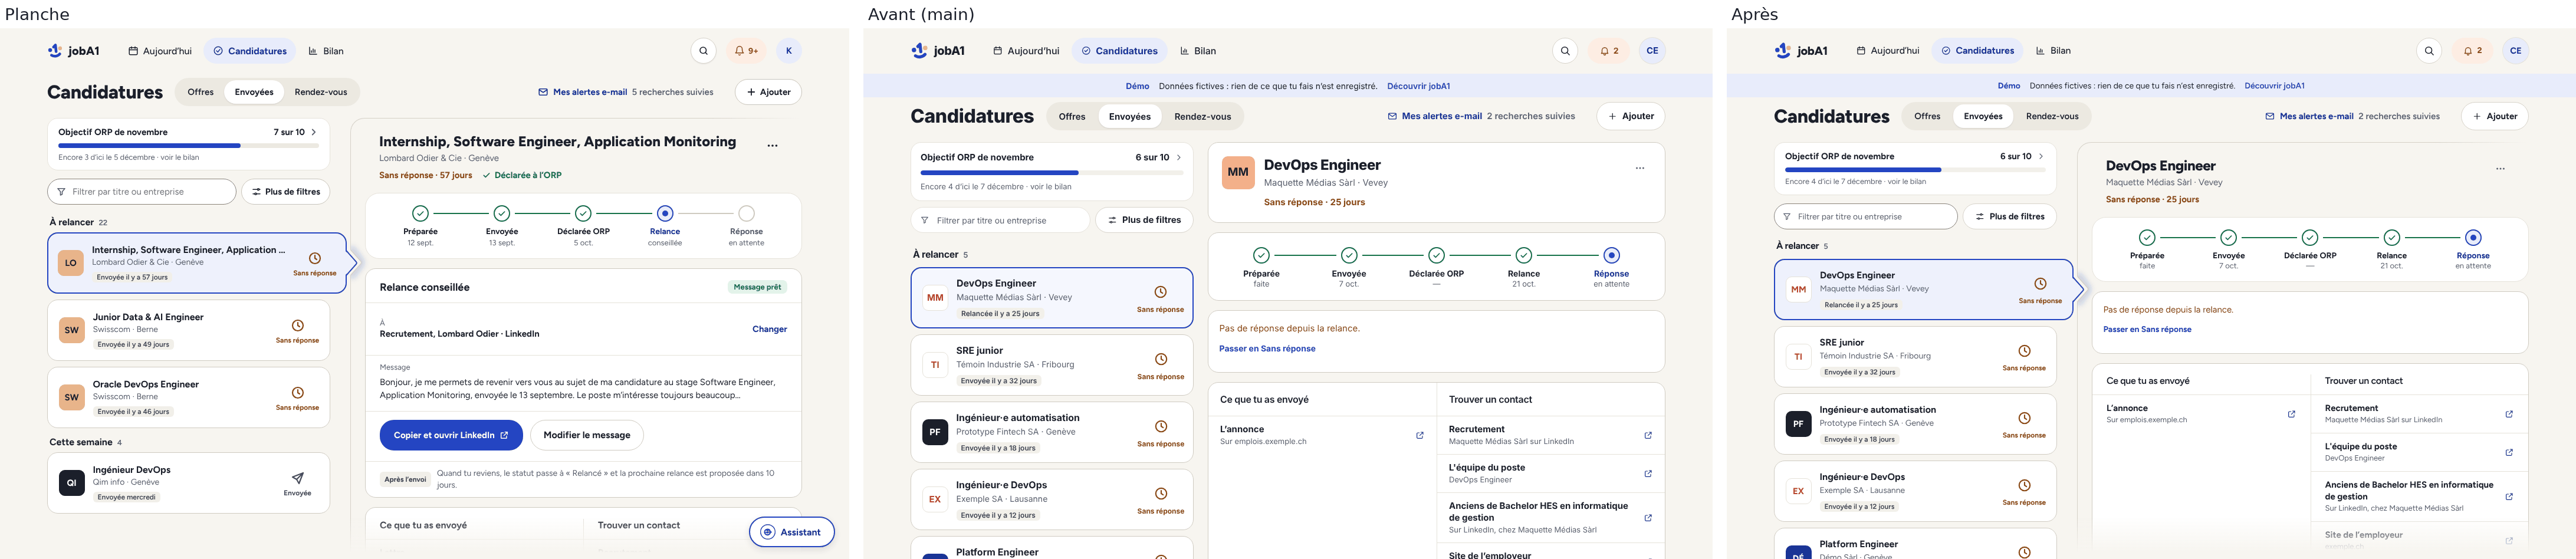 Planche
jobA1
Aujourd'hui
Candidatures
Bilan
9+
K
Candidatures
Offres
Envoyées
Rendez-vous
Mes alertes e-mail 5 recherches suivies
Ajouter
Objectif ORP de novembre
7 sur 10
Encore 3 d'ici le 5 décembre · voir le bilan
Filtrer par titre ou entreprise
Plus de filtres
À relancer 22
LO
Internship, Software Engineer, Application ...
Lombard Odier & Cie · Genève
Envoyée il y a 57 jours
Sans réponse
SW
Junior Data & AI Engineer
Swisscom · Berne
Envoyée il y a 49 jours
Sans réponse
SW
Oracle DevOps Engineer
Swisscom · Berne
Envoyée il y a 46 jours
Sans réponse
Cette semaine 4
QI
Ingénieur DevOps
Qim info · Genève
Envoyée mercredi
Envoyée
Internship, Software Engineer, Application Monitoring
Lombard Odier & Cie · Genève
Sans réponse · 57 jours
Déclarée à l'ORP
Préparée
12 sept.
Envoyée
13 sept.
Déclarée ORP
5 oct.
Relance
conseillée
Réponse
en attente
Relance conseillée
Message prêt
À
Recrutement, Lombard Odier · LinkedIn
Changer
Message
Bonjour, je me permets de revenir vers vous au sujet de ma candidature au stage Software Engineer,
Application Monitoring, envoyée le 13 septembre. Le poste m'intéresse toujours beaucoup...
Copier et ouvrir LinkedIn
Modifier le message
Après l'envoi
Quand tu reviens, le statut passe à « Relancé » et la prochaine relance est proposée dans 10
jours.
Ce que tu as envoyé
Trouver un contact
Assistant
Avant (main)
jobA1
Aujourd'hui
Candidatures
Bilan
2
CE
Démo Données fictives : rien de ce que tu fais n'est enregistré. Découvrir jobA1
Candidatures
Offres
Envoyées
Rendez-vous
Mes alertes e-mail 2 recherches suivies
Ajouter
Objectif ORP de novembre
6 sur 10
Encore 4 d'ici le 7 décembre · voir le bilan
Filtrer par titre ou entreprise
Plus de filtres
À relancer 5
MM
DevOps Engineer
Maquette Médias Sàrl · Vevey
Relancée il y a 25 jours
Sans réponse
TI
SRE junior
Témoin Industrie SA · Fribourg
Envoyée il y a 32 jours
Sans réponse
PF
Ingénieur·e automatisation
Prototype Fintech SA · Genève
Envoyée il y a 18 jours
Sans réponse
EX
Ingénieur·e DevOps
Exemple SA · Lausanne
Envoyée il y a 12 jours
Sans réponse
Platform Engineer
MM
DevOps Engineer
Maquette Médias Sàrl · Vevey
Sans réponse · 25 jours
Préparée
faite
Envoyée
7 oct.
Déclarée ORP
—
Relance
21 oct.
Réponse
en attente
Pas de réponse depuis la relance.
Passer en Sans réponse
Ce que tu as envoyé
L'annonce
Sur emplois.exemple.ch
Trouver un contact
Recrutement
Maquette Médias Sàrl sur LinkedIn
L'équipe du poste
DevOps Engineer
Anciens de Bachelor HES en informatique
de gestion
Sur LinkedIn, chez Maquette Médias Sàrl
Site de l'employeur
Après
jobA1
Aujourd'hui
Candidatures
Bilan
2
CE
Démo Données fictives : rien de ce que tu fais n'est enregistré. Découvrir jobA1
Candidatures
Offres
Envoyées
Rendez-vous
Mes alertes e-mail 2 recherches suivies
Ajouter
Objectif ORP de novembre
6 sur 10
Encore 4 d'ici le 7 décembre · voir le bilan
Filtrer par titre ou entreprise
Plus de filtres
À relancer 5
MM
DevOps Engineer
Maquette Médias Sàrl · Vevey
Relancée il y a 25 jours
Sans réponse
TI
SRE junior
Témoin Industrie SA · Fribourg
Envoyée il y a 32 jours
Sans réponse
PF
Ingénieur·e automatisation
Prototype Fintech SA · Genève
Envoyée il y a 18 jours
Sans réponse
EX
Ingénieur·e DevOps
Exemple SA · Lausanne
Envoyée il y a 12 jours
Sans réponse
DÉ
Platform Engineer
Démo Sàrl · Genève
DevOps Engineer
Maquette Médias Sàrl · Vevey
Sans réponse · 25 jours
Préparée
faite
Envoyée
7 oct.
Déclarée ORP
—
Relance
21 oct.
Réponse
en attente
Pas de réponse depuis la relance.
Passer en Sans réponse
Ce que tu as envoyé
L'annonce
Sur emplois.exemple.ch
Trouver un contact
Recrutement
Maquette Médias Sàrl sur LinkedIn
L'équipe du poste
DevOps Engineer
Anciens de Bachelor HES en informatique
de gestion
Sur LinkedIn, chez Maquette Médias Sàrl
Site de l'employeur